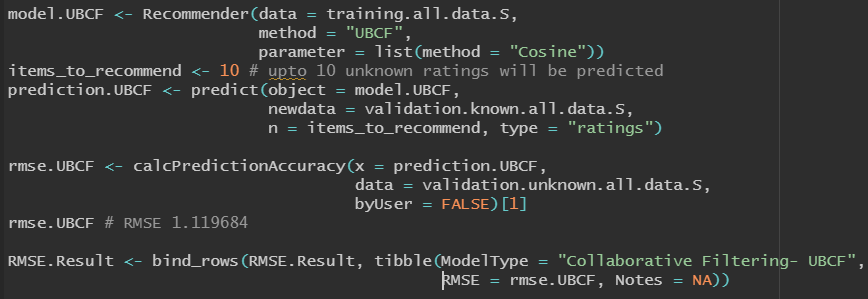 model.UBCF <- Recommender(data = training.all.data.S,
method = "UBCF",
parameter = list(method = "Cosine"))
items_to_recommend <- 10 # upto 10 unknown ratings will be predicted
prediction.UBCF <- predict(object = model.UBCF,
newdata = validation.known.all.data.S,
n = items_to_recommend, type = "ratings")
rmse.UBCF <- calcPredictionAccuracy(x = prediction.UBCF,
data = validation.unknown.all.data.S,
byUser = FALSE)[1]
rmse.UBCF # RMSE 1.119684
RMSE.Result <- bind_rows(RMSE.Result, tibble(ModelType = "Collaborative Filtering- UBCF",
RMSE = rmse.UBCF, Notes = NA))